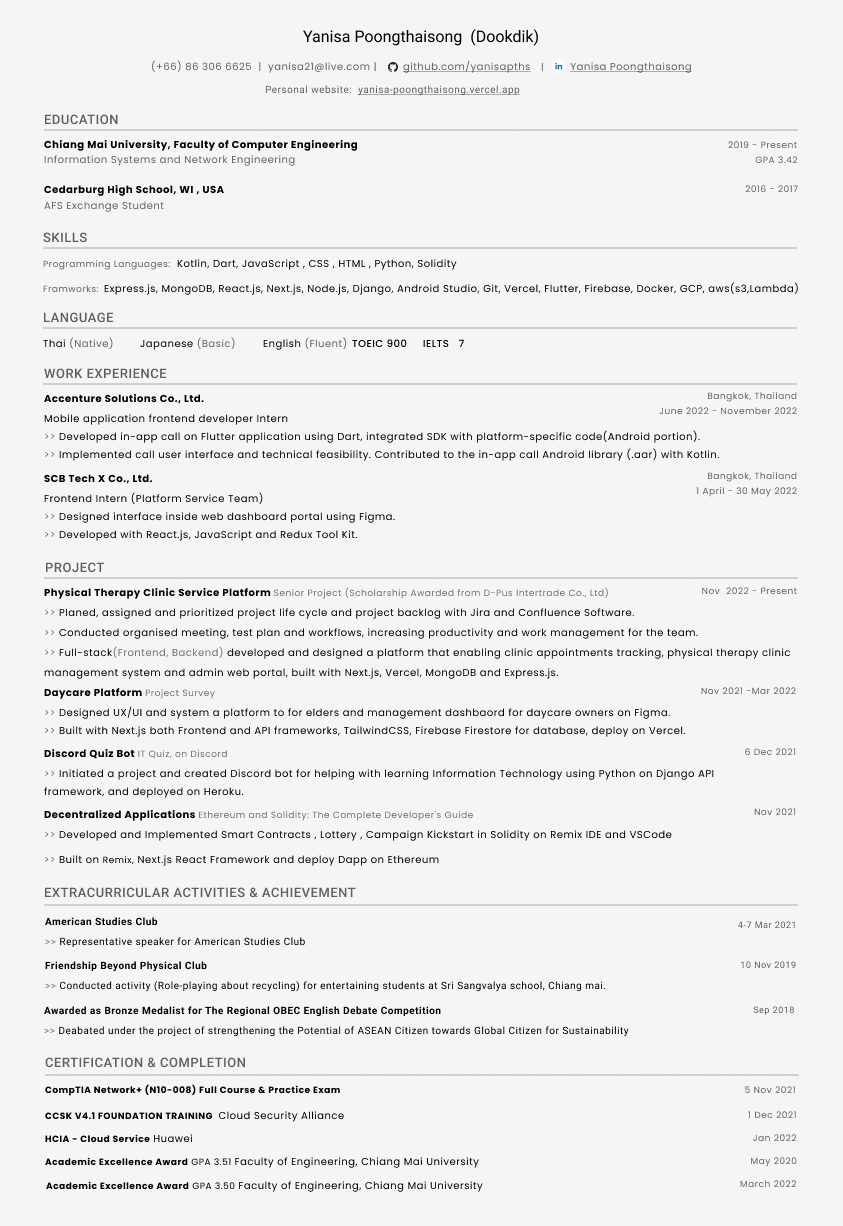 Yanisa Poongthaisong (Dookdik)
(+66) 86 306 6625 | yanisa21@live.com | github.com/yanisapths | in Yanisa Poongthaisong
Personal website: yanisa-poongthaisong.vercel.app
EDUCATION
Chiang Mai University, Faculty of Computer Engineering 2019 - Present
Information Systems and Network Engineering GPA 3.42
Cedarburg High School, WI , USA 2016 - 2017
AFS Exchange Student
SKILLS
Programming Languages: Kotlin, Dart, JavaScript , CSS , HTML , Python, Solidity
Framworks: Express.js, MongoDB, React.js, Next.js, Node.js, Django, Android Studio, Git, Vercel, Flutter, Firebase, Docker, GCP, aws(s3,Lambda)
LANGUAGE
Thai (Native) Japanese (Basic) English (Fluent) TOEIC 900 IELTS 7
WORK EXPERIENCE
Accenture Solutions Co., Ltd. Bangkok, Thailand
Mobile application frontend developer Intern June 2022 - November 2022
>> Developed in-app call on Flutter application using Dart, integrated SDK with platform-specific code(Android portion).
>> Implemented call user interface and technical feasibility. Contributed to the in-app call Android library (.aar) with Kotlin.
SCB Tech X Co., Ltd. Bangkok, Thailand
Frontend Intern (Platform Service Team) 1 April - 30 May 2022
>> Designed interface inside web dashboard portal using Figma.
>> Developed with React.js, JavaScript and Redux Tool Kit.
PROJECT
Physical Therapy Clinic Service Platform Senior Project (Scholarship Awarded from D-Pus Intertrade Co., Ltd) Nov 2022 - Present
>> Planed, assigned and prioritized project life cycle and project backlog with Jira and Confluence Software.
>> Conducted organised meeting, test plan and workflows, increasing productivity and work management for the team.
>> Full-stack(Frontend, Backend) developed and designed a platform that enabling clinic appointments tracking, physical therapy clinic
management system and admin web portal, built with Next.js, Vercel, MongoDB and Express.js.
Daycare Platform Project Survey Nov 2021 -Mar 2022
>> Designed UX/UI and system a platform to for elders and management dashbaord for daycare owners on Figma.
>> Built with Next.js both Frontend and API frameworks, TailwindCSS, Firebase Firestore for database, deploy on Vercel.
Discord Quiz Bot IT Quiz, on Discord 6 Dec 2021
>> Initiated a project and created Discord bot for helping with learning Information Technology using Python on Django API
framework, and deployed on Heroku.
Decentralized Applications Ethereum and Solidity: The Complete Developer's Guide Nov 2021
>> Developed and Implemented Smart Contracts , Lottery , Campaign Kickstart in Solidity on Remix IDE and VSCode
>> Built on Remix, Next.js React Framework and deploy Dapp on Ethereum
EXTRACURRICULAR ACTIVITIES & ACHIEVEMENT
American Studies Club 4-7 Mar 2021
>> Representative speaker for American Studies Club
Friendship Beyond Physical Club 10 Nov 2019
>> Conducted activity (Role-playing about recycling) for entertaining students at Sri Sangvalya school, Chiang mai.
Awarded as Bronze Medalist for The Regional OBEC English Debate Competition Sep 2018
>> Deabated under the project of strengthening the Potential of ASEAN Citizen towards Global Citizen for Sustainability
CERTIFICATION & COMPLETION
CompTIA Network+ (N10-008) Full Course & Practice Exam 5 Nov 2021
CCSK V4.1 FOUNDATION TRAINING Cloud Security Alliance 1 Dec 2021
HCIA - Cloud Service Huawei Jan 2022
Academic Excellence Award GPA 3.51 Faculty of Engineering, Chiang Mai University May 2020
Academic Excellence Award GPA 3.50 Faculty of Engineering, Chiang Mai University March 2022